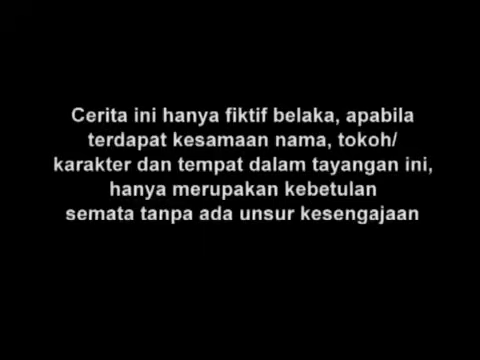 Cerita ini hanya fiktif belaka, apabila
terdapat kesamaan nama, tokoh/
karakter dan tempat dalam tayangan ini,
hanya merupakan kebetulan
semata tanpa ada unsur kesengajaan